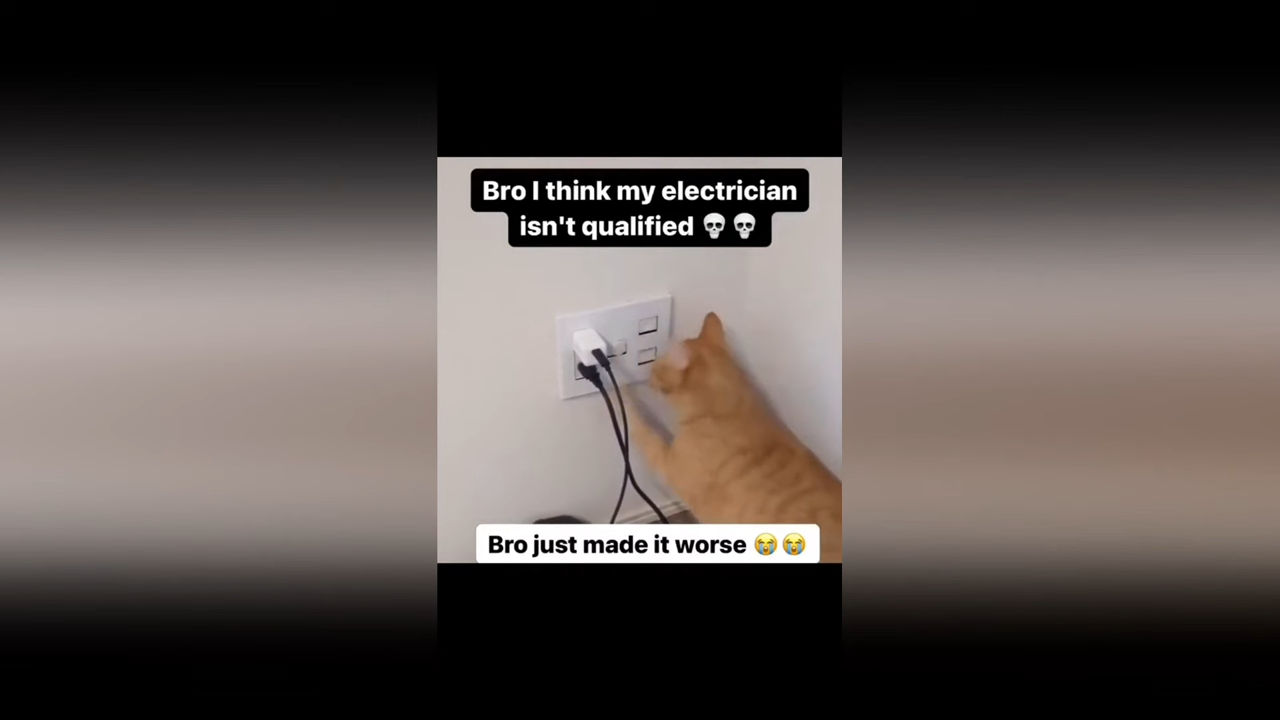 Bro I think my electrician
isn't qualified 💀💀
Bro just made it worse 😭😭